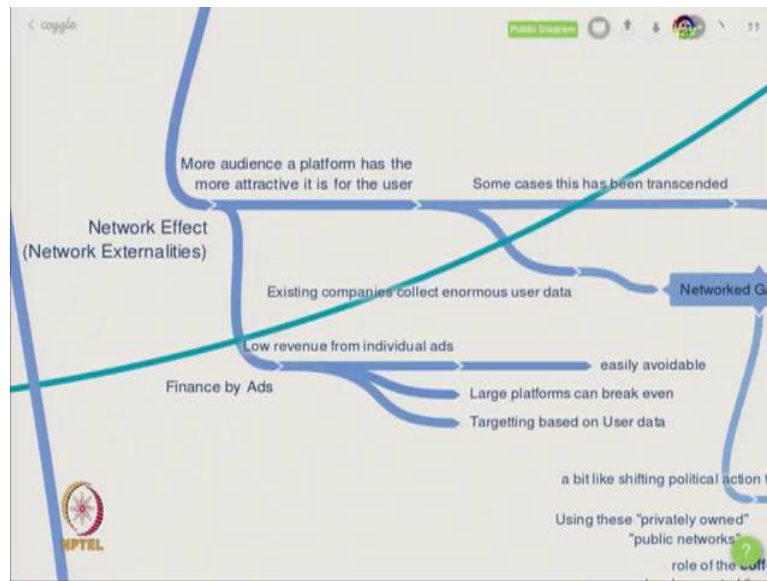 coggle
Public Diagram
More audience a platform has the
more attractive it is for the user
Some cases this has been transcended
Network Effect
(Network Externalities)
Existing companies collect enormous user data
Networked G
Low revenue from individual ads
easily avoidable
Finance by Ads
Large platforms can break even
Targetting based on User data
a bit like shifting political action
Using these "privately owned"
"public networks"
NPTEL
?
role of the